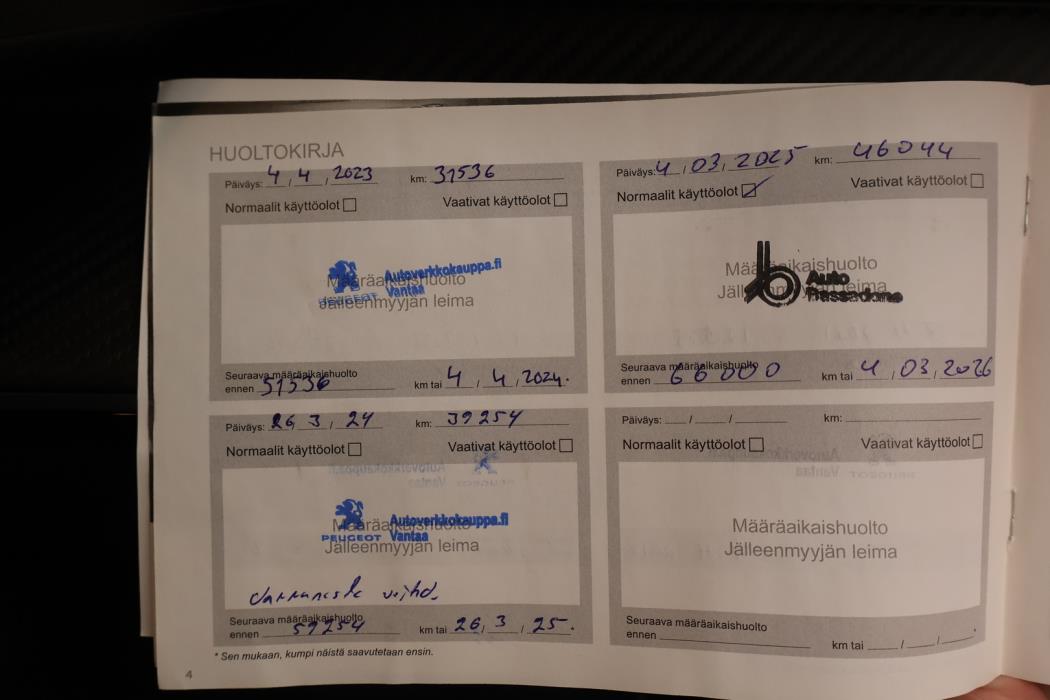 HUOLTOKIRJA
Päiväys: 4 / 4 / 2023 km: 31536
Normaalit käyttöolot Vaativat käyttöolot
Autoverkkokauppa.fi
Määräaikaishuolto
Vantaa
PEUGEOT
Jälleenmyyjän leima
Seuraava määräaikaishuolto
ennen 51536 km tai 4 / 4 / 2024.
Päiväys: 26 / 3 / 24 km: 39254
Normaalit käyttöolot Vaativat käyttöolot
Autoverkkokauppa.fi
Määräaikaishuolto
PEUGEOT Vantaa
Jälleenmyyjän leima
Jarruneste vaihd.
Seuraava määräaikaishuolto
ennen 59254 km tai 26 / 3 / 25.
* Sen mukaan, kumpi näistä saavutetaan ensin.
4
Päiväys: 4 / 03 / 2025 km: 46044
Normaalit käyttöolot Vaativat käyttöolot
Määräaikaishuolto
Jälleenmyyjän leima
Auto
Bassadone
Seuraava määräaikaishuolto
ennen 66000 km tai 4 / 03 / 2026
Päiväys: / / km:
Normaalit käyttöolot Vaativat käyttöolot
Määräaikaishuolto
Jälleenmyyjän leima
Seuraava määräaikaishuolto
ennen km tai / / *